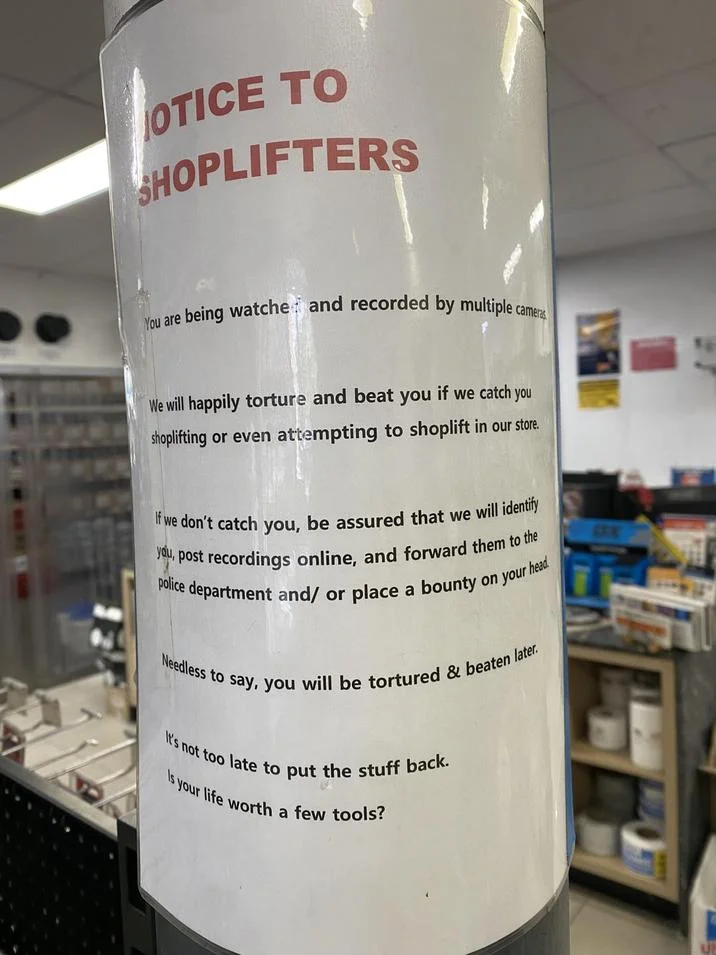 NOTICE TO
SHOPLIFTERS
You are being watched and recorded by multiple cameras.
We will happily torture and beat you if we catch you
shoplifting or even attempting to shoplift in our store.
If we don't catch you, be assured that we will identify
you, post recordings online, and forward them to the
police department and/ or place a bounty on your head.
Needless to say, you will be tortured & beaten later.
It's not too late to put the stuff back.
Is your life worth a few tools?